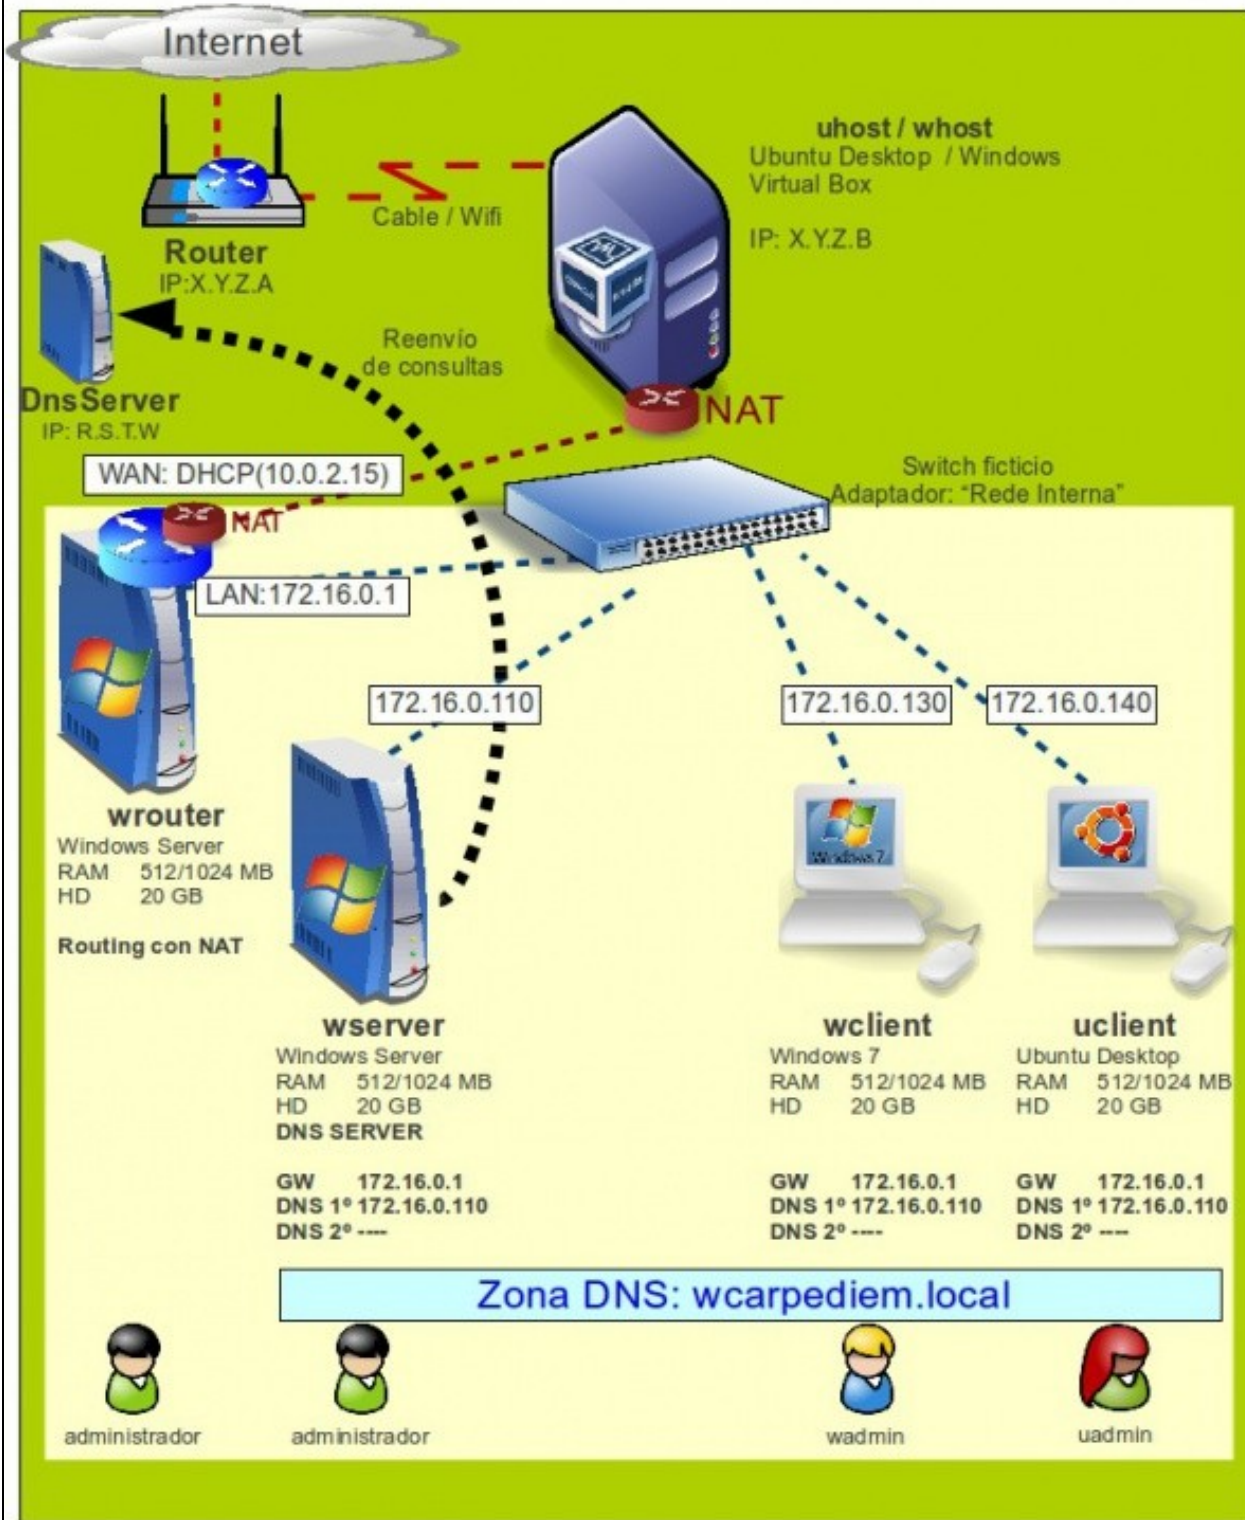 Internet
uhost / whost
Ubuntu Desktop / Windows
Virtual Box
IP: X.Y.Z.B
Cable / Wifi
Router
IP:X.Y.Z.A
Reenvío
de consultas
DnsServer
IP: R.S.T.W
NAT
WAN: DHCP(10.0.2.15)
Switch ficticio
Adaptador: "Rede Interna"
NAT
LAN:172.16.0.1
172.16.0.110
172.16.0.130
172.16.0.140
wrouter
Windows Server
RAM 512/1024 MB
HD 20 GB
Routing con NAT
Windows 7
wserver
Windows Server
RAM 512/1024 MB
HD 20 GB
DNS SERVER
GW 172.16.0.1
DNS 1º 172.16.0.110
DNS 2º ----
wclient
Windows 7
RAM 512/1024 MB
HD 20 GB
GW 172.16.0.1
DNS 1º 172.16.0.110
DNS 2º ----
uclient
Ubuntu Desktop
RAM 512/1024 MB
HD 20 GB
GW 172.16.0.1
DNS 1º 172.16.0.110
DNS 2º ----
Zona DNS: wcarpediem.local
administrador
administrador
wadmin
uadmin